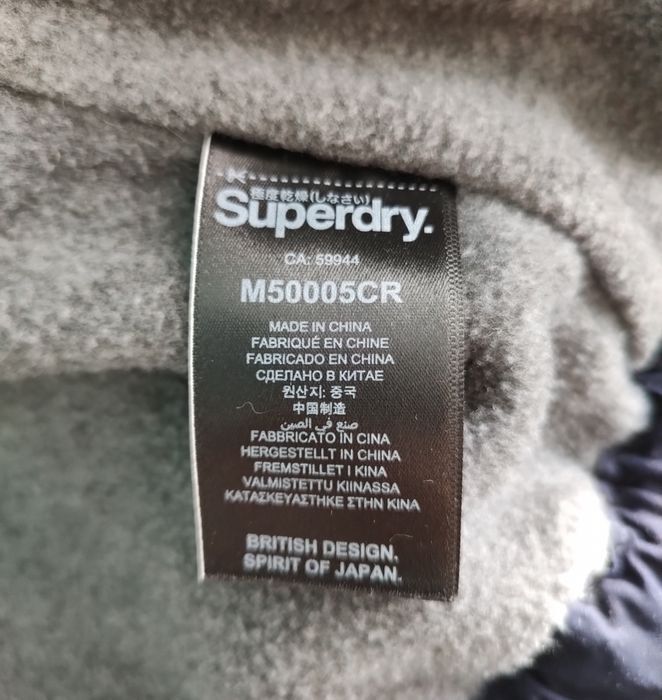 極度乾燥(しなさい)
Superdry.
CA: 59944
M50005CR
MADE IN CHINA
FABRIQUÉ EN CHINE
FABRICADO EN CHINA
СДЕЛАНО В КИТАЕ
원산지: 중국
中国制造
صنع في الصين
FABBRICATO IN CINA
HERGESTELLT IN CHINA
FREMSTILLET I KINA
VALMISTETTU KIINASSA
ΚΑΤΑΣΚΕΥΑΣΤΗΚΕ ΣΤΗΝ ΚΙΝΑ
BRITISH DESIGN.
SPIRIT OF JAPAN.